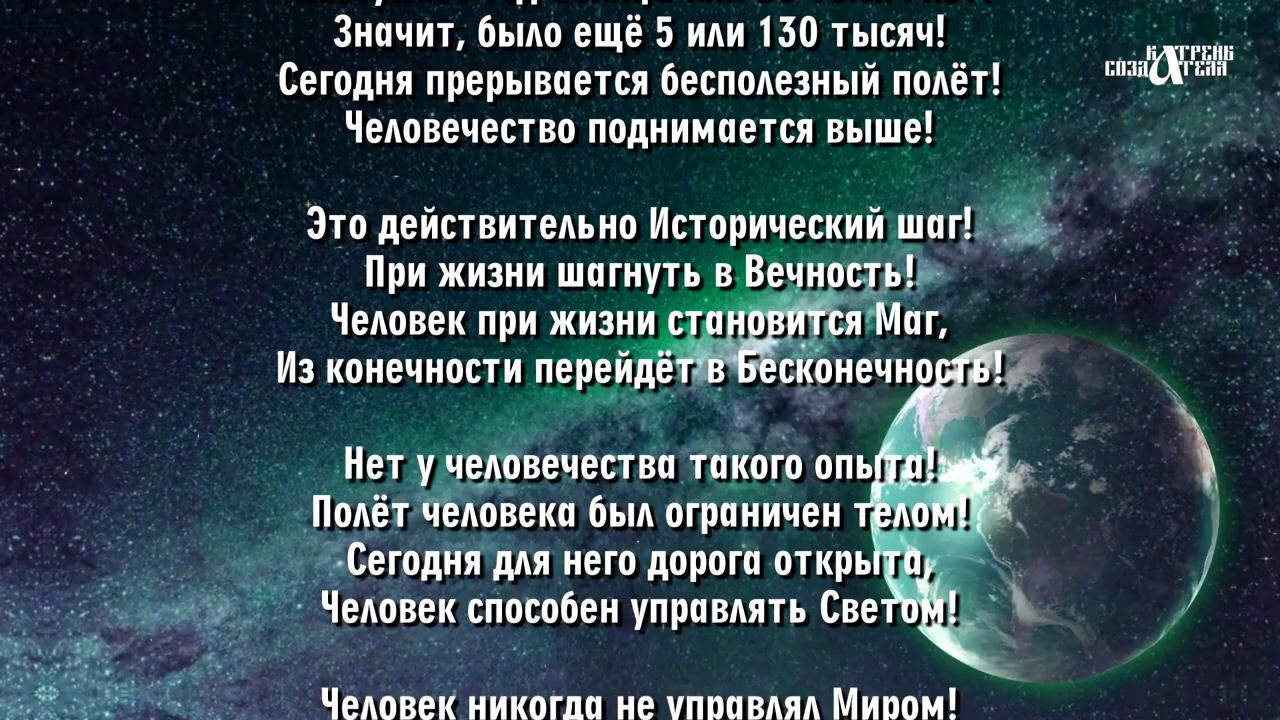 Значит, было ещё 5 или 130 тысяч!
Сегодня прерывается бесполезный полёт!
Человечество поднимается выше!
Это действительно Исторический шаг!
При жизни шагнуть в Вечность!
Человек при жизни становится Маг,
Из конечности перейдёт в Бесконечность!
Нет у человечества такого опыта!
Полёт человека был ограничен телом!
Сегодня для него дорога открыта,
Человек способен управлять Светом!
Человек никогда не управлял Миром!
КАТРЕНЫ
СОЗДАТЕЛЯ